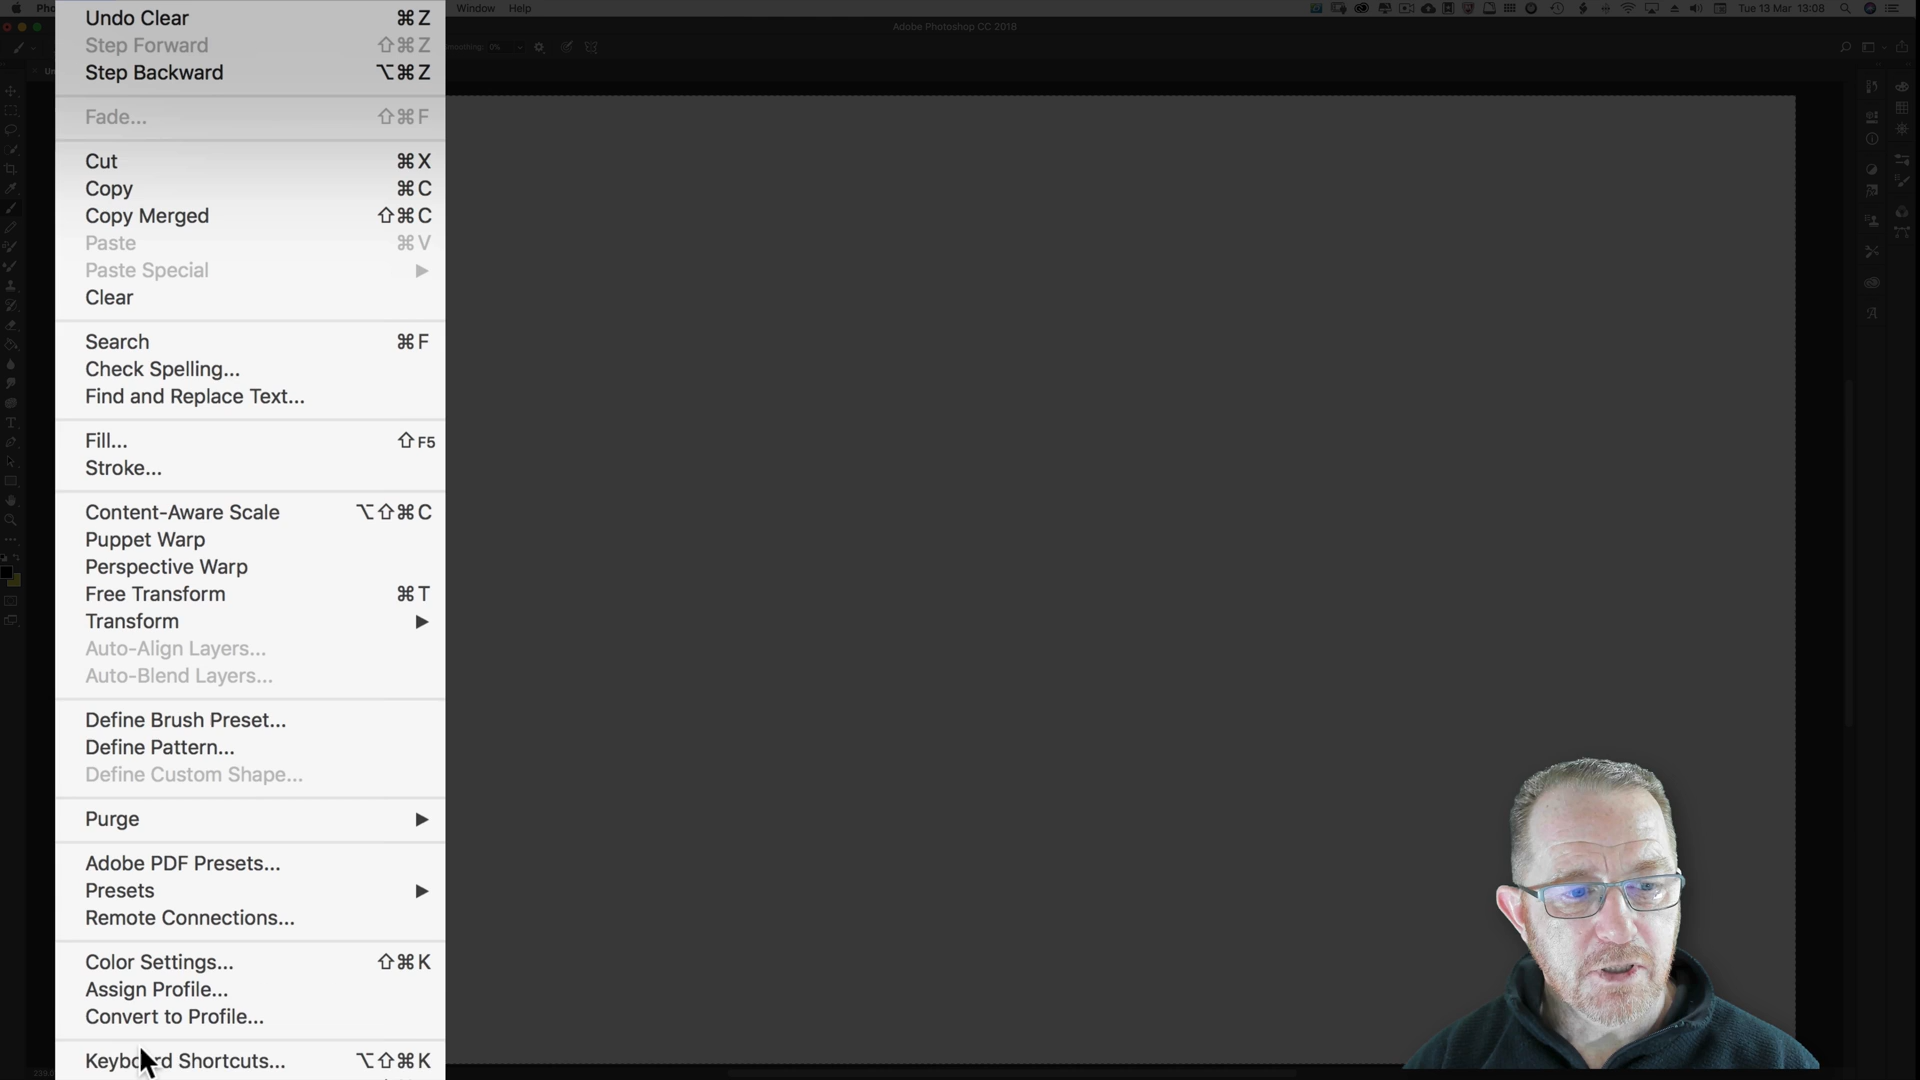 Pho
Window Help
Tue 13 Mar 13:08
Adobe Photoshop CC 2018
moothing: 0%
Un
Undo Clear ⌘Z
Step Forward ⇧⌘Z
Step Backward ⌥⌘Z
Fade... ⇧⌘F
Cut ⌘X
Copy ⌘C
Copy Merged ⇧⌘C
Paste ⌘V
Paste Special ▶
Clear
Search ⌘F
Check Spelling...
Find and Replace Text...
Fill... ⇧F5
Stroke...
Content-Aware Scale ⌥⇧⌘C
Puppet Warp
Perspective Warp
Free Transform ⌘T
Transform ▶
Auto-Align Layers...
Auto-Blend Layers...
Define Brush Preset...
Define Pattern...
Define Custom Shape...
Purge ▶
Adobe PDF Presets...
Presets ▶
Remote Connections...
Color Settings... ⇧⌘K
Assign Profile...
Convert to Profile...
Keyboard Shortcuts... ⌥⇧⌘K